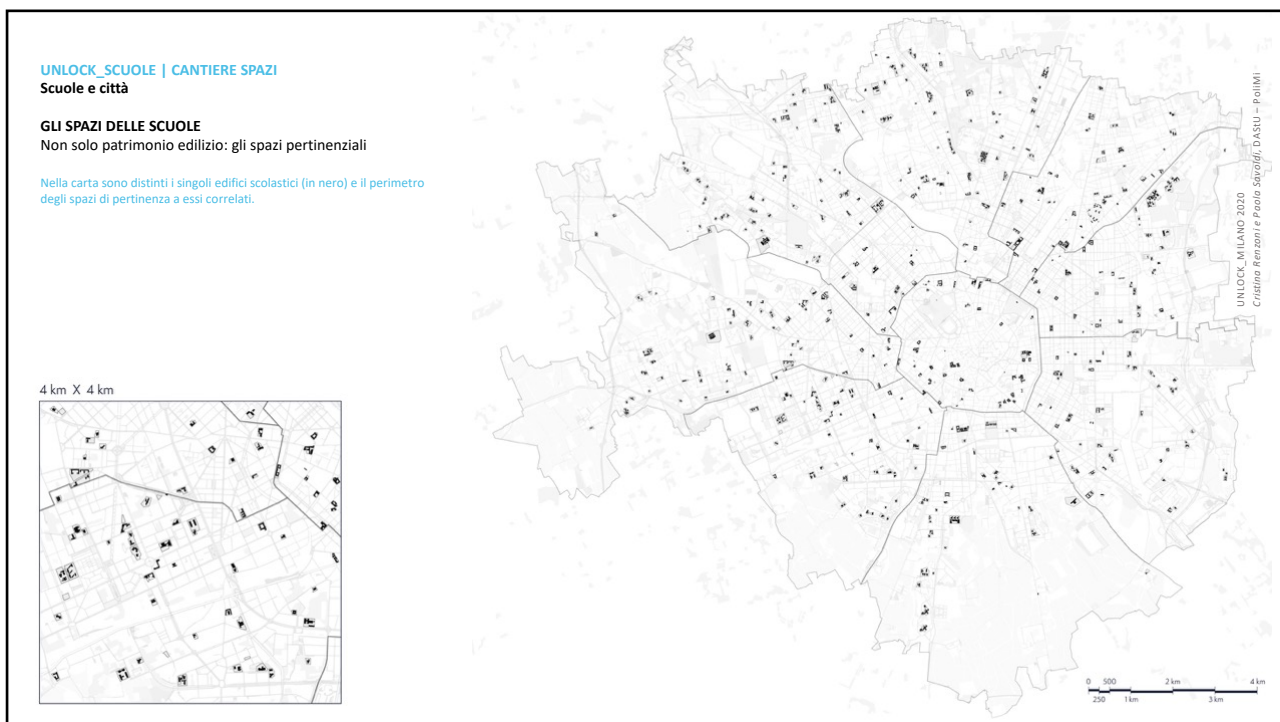 UNLOCK_SCUOLE | CANTIERE SPAZI
Scuole e città
GLI SPAZI DELLE SCUOLE
Non solo patrimonio edilizio: gli spazi pertinenziali
Nella carta sono distinti i singoli edifici scolastici (in nero) e il perimetro
degli spazi di pertinenza a essi correlati.
4 km X 4 km
UNLOCK_MILANO 2020
Cristina Renzoni e Paola Savoldi, DAStU – PoliMi
0 500 2 km 4 km
250 1 km 3 km